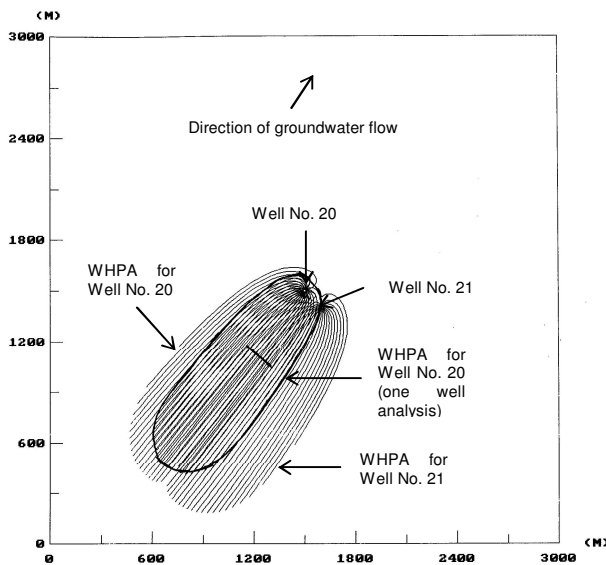 (M)
3000
Direction of groundwater flow
2400
Well No. 20
1800
WHPA for
Well No. 20
Well No. 21
1200
WHPA for
Well No. 20
(one well
analysis)
600
WHPA for
Well No. 21
0
0 600 1200 1800 2400 3000
(M)